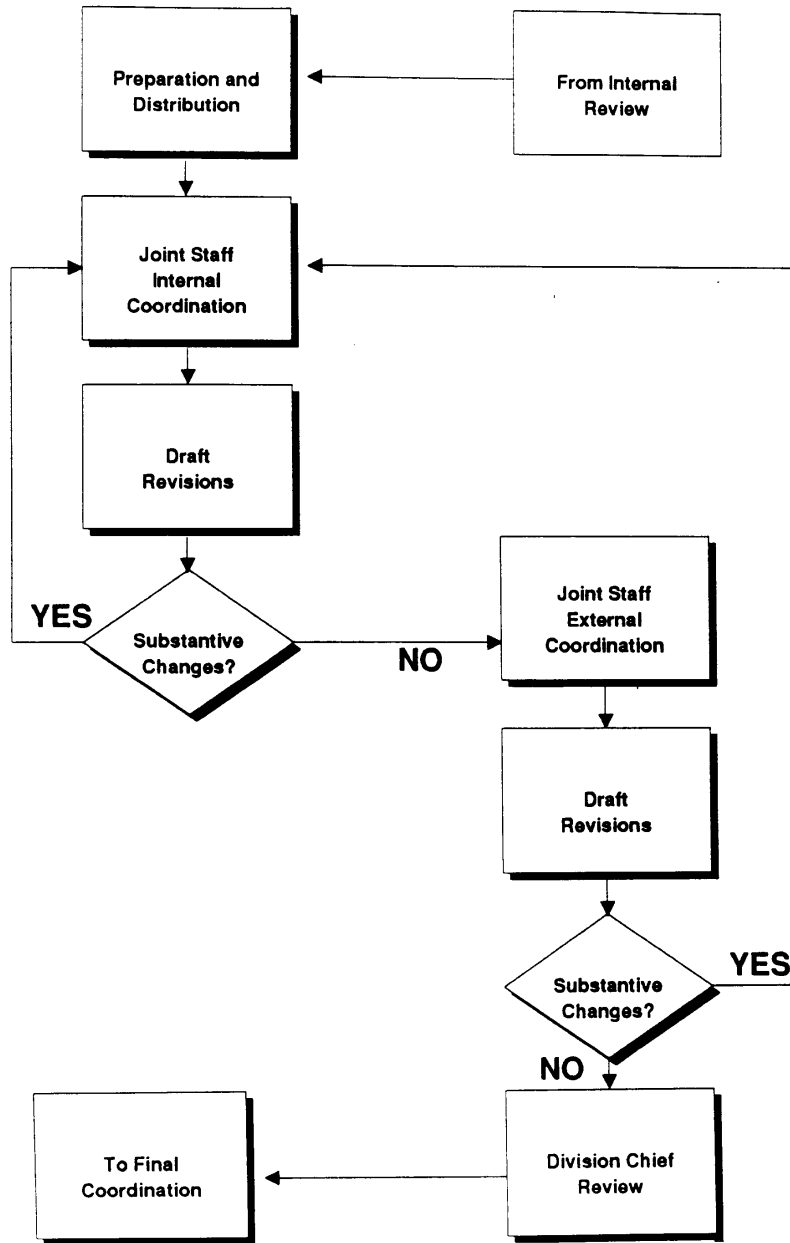 Preparation and
Distribution
From Internal
Review
Joint Staff
Internal
Coordination
Draft
Revisions
YES
Substantive
Changes?
NO
Joint Staff
External
Coordination
Draft
Revisions
Substantive
Changes?
YES
NO
To Final
Coordination
Division Chief
Review